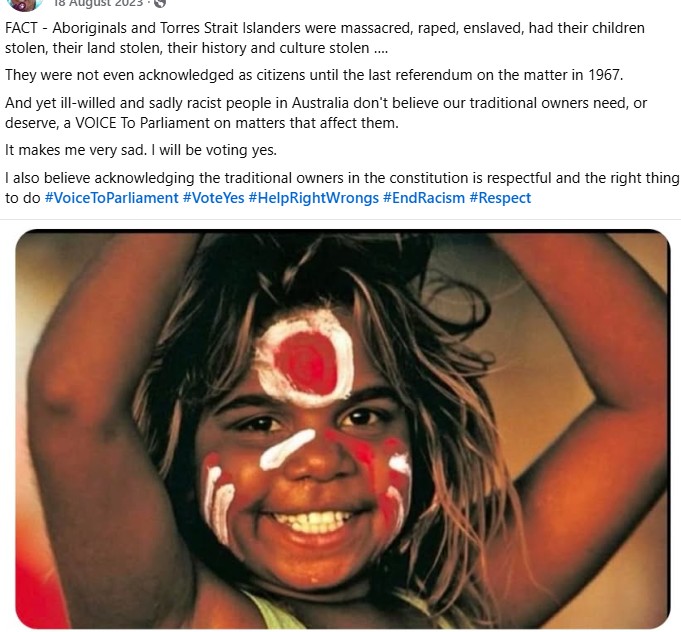 18 August 2023 ·
FACT - Aboriginals and Torres Strait Islanders were massacred, raped, enslaved, had their children
stolen, their land stolen, their history and culture stolen ....
They were not even acknowledged as citizens until the last referendum on the matter in 1967.
And yet ill-willed and sadly racist people in Australia don't believe our traditional owners need, or
deserve, a VOICE To Parliament on matters that affect them.
It makes me very sad. I will be voting yes.
I also believe acknowledging the traditional owners in the constitution is respectful and the right thing
to do #VoiceToParliament #VoteYes #HelpRightWrongs #EndRacism #Respect